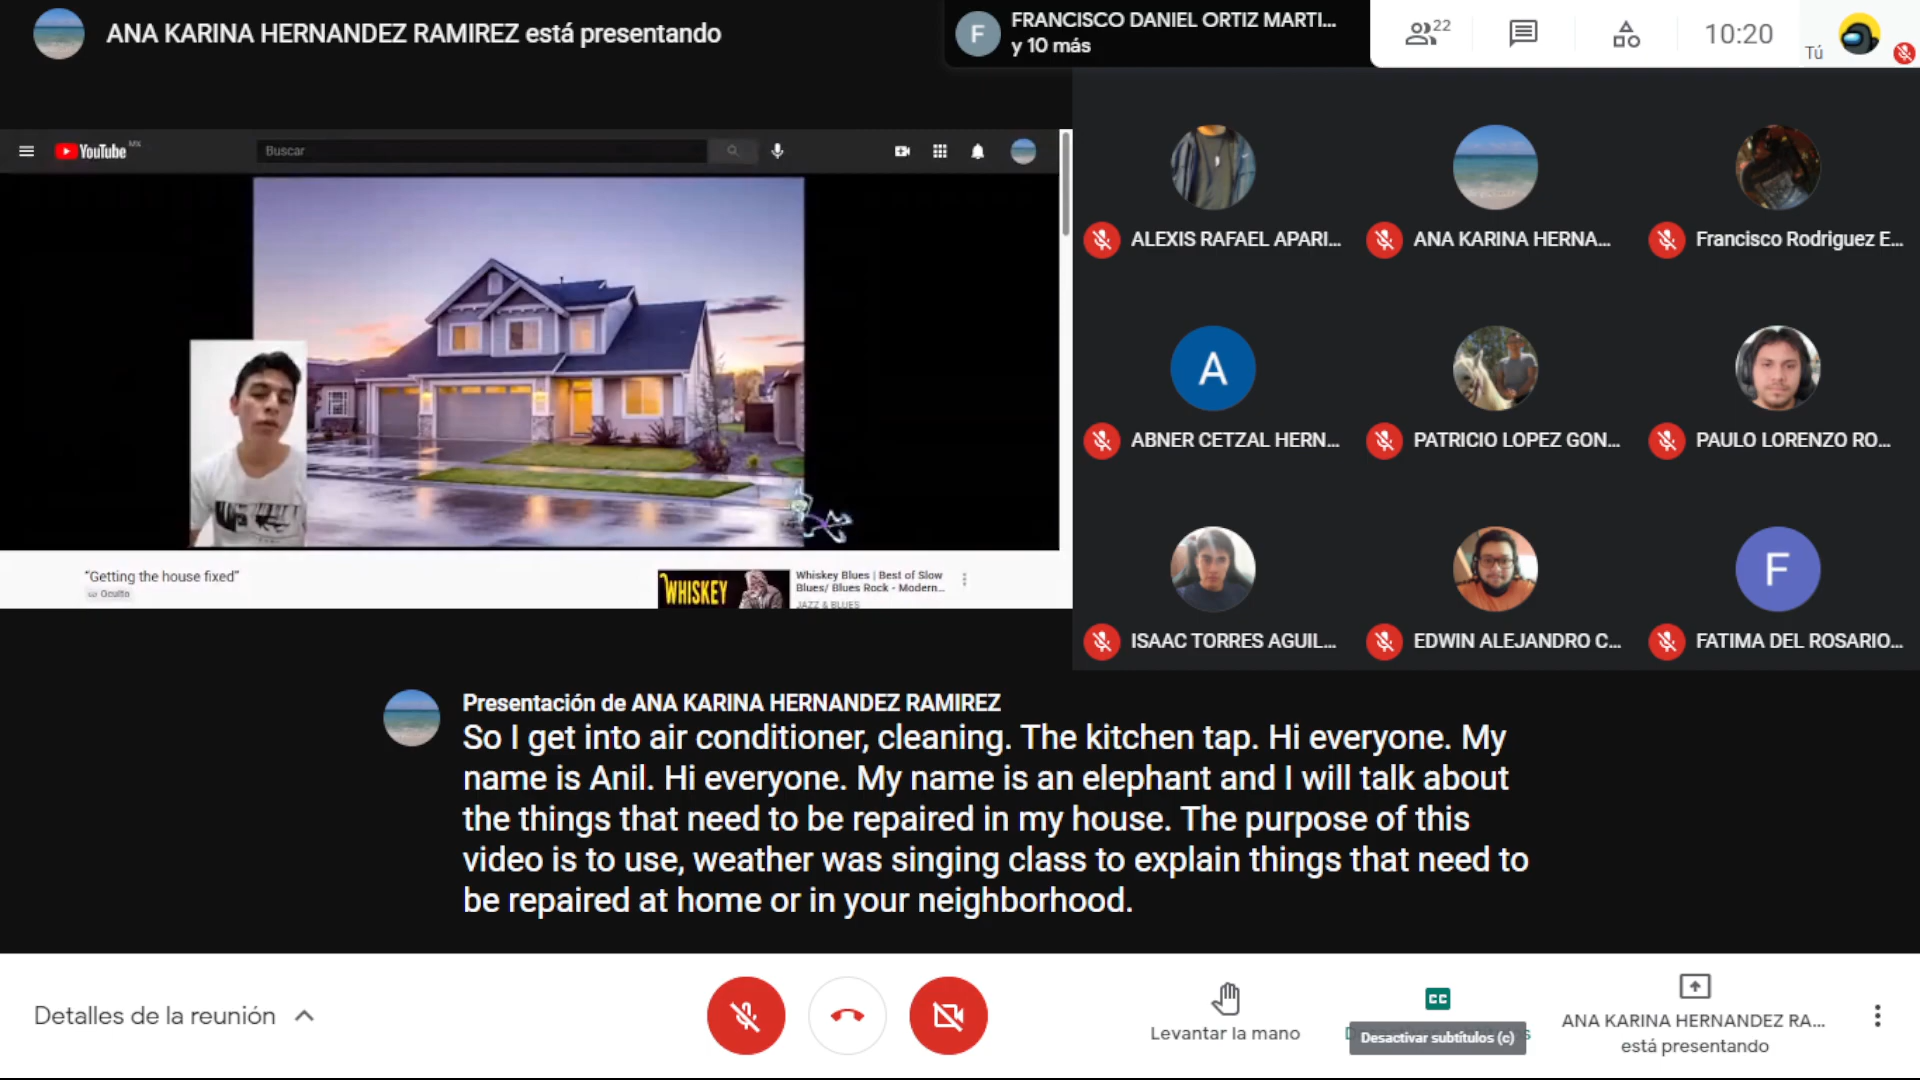 ANA KARINA HERNANDEZ RAMIREZ está presentando
F
FRANCISCO DANIEL ORTIZ MARTI...
y 10 más
22
10:20
Tú
YouTube MX
Buscar
ALEXIS RAFAEL APARI...
ANA KARINA HERNA...
Francisco Rodriguez E...
A
ABNER CETZAL HERN...
PATRICIO LOPEZ GON...
PAULO LORENZO RO...
F
ISAAC TORRES AGUIL...
EDWIN ALEJANDRO C...
FATIMA DEL ROSARIO...
"Getting the house fixed"
Oculto
WHISKEY
Whiskey Blues | Best of Slow
Blues/ Blues Rock - Modern...
JAZZ & BLUES
Presentación de ANA KARINA HERNANDEZ RAMIREZ
So I get into air conditioner, cleaning. The kitchen tap. Hi everyone. My
name is Anil. Hi everyone. My name is an elephant and I will talk about
the things that need to be repaired in my house. The purpose of this
video is to use, weather was singing class to explain things that need to
be repaired at home or in your neighborhood.
Detalles de la reunión
Levantar la mano
CC
Desactivar subtítulos (c)
ANA KARINA HERNANDEZ RA...
está presentando